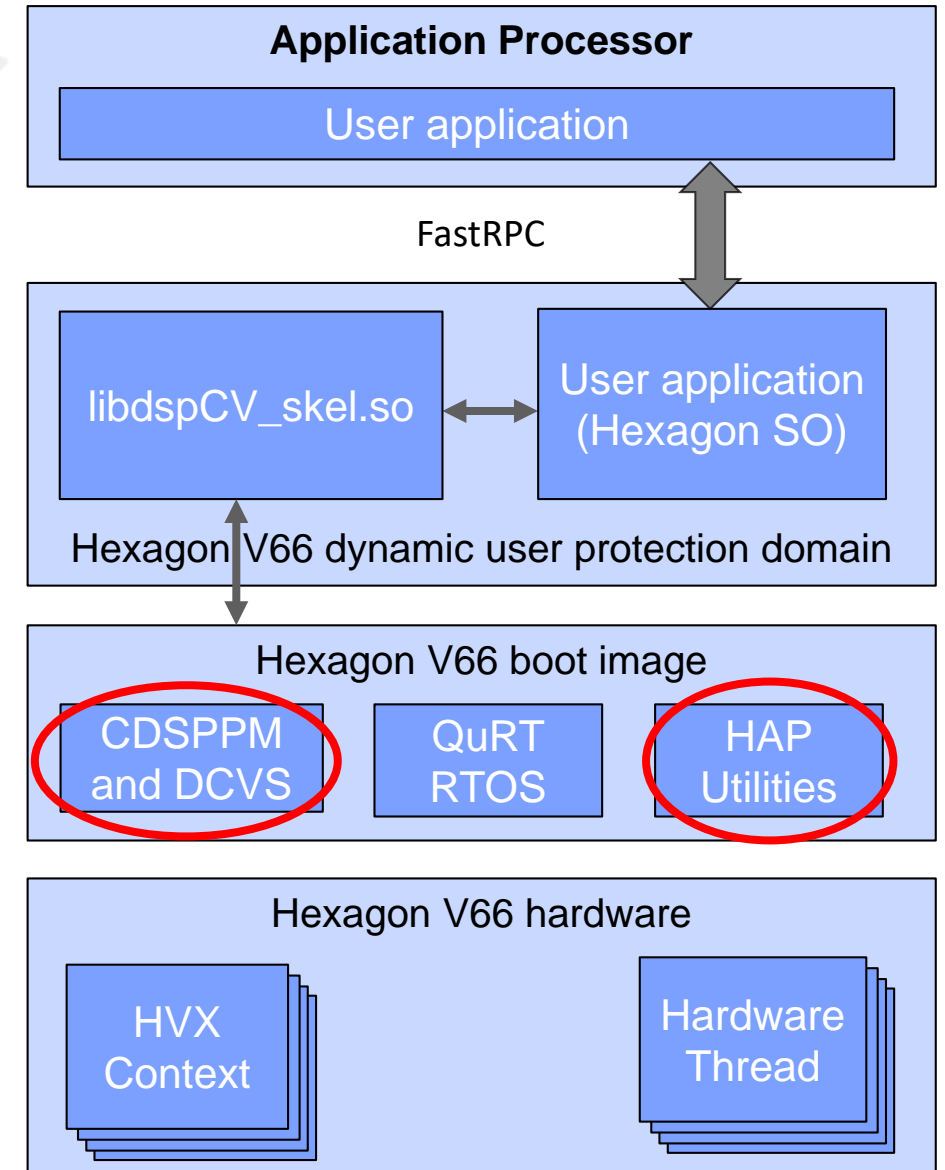 Application Processor
User application
FastRPC
libdspCV_skel.so
User application
(Hexagon SO)
Hexagon V66 dynamic user protection domain
Hexagon V66 boot image
CDSPPM
and DCVS
QuRT
RTOS
HAP
Utilities
Hexagon V66 hardware
HVX
Context
Hardware
Thread